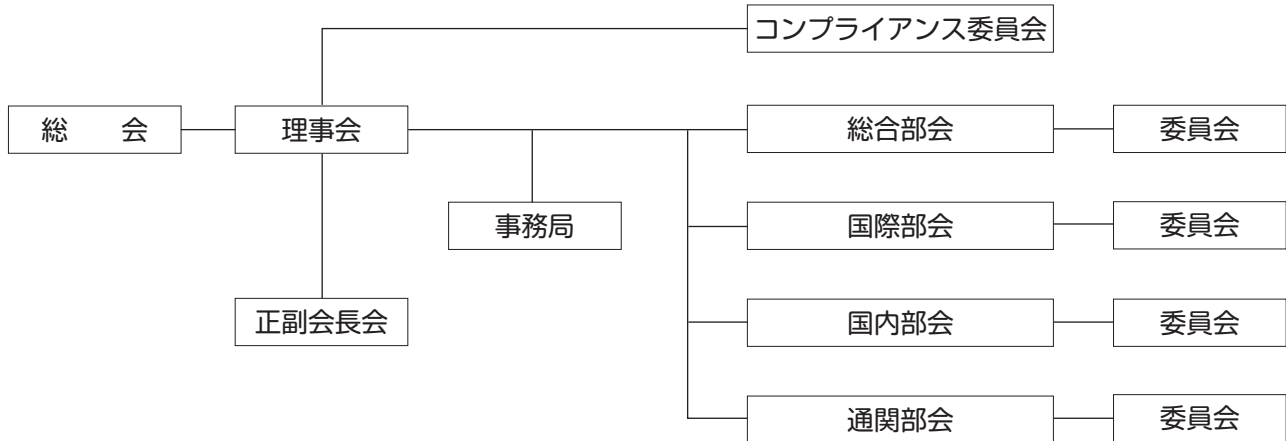 コンプライアンス委員会
総　　会
理事会
総合部会
委員会
事務局
国際部会
委員会
正副会長会
国内部会
委員会
通関部会
委員会